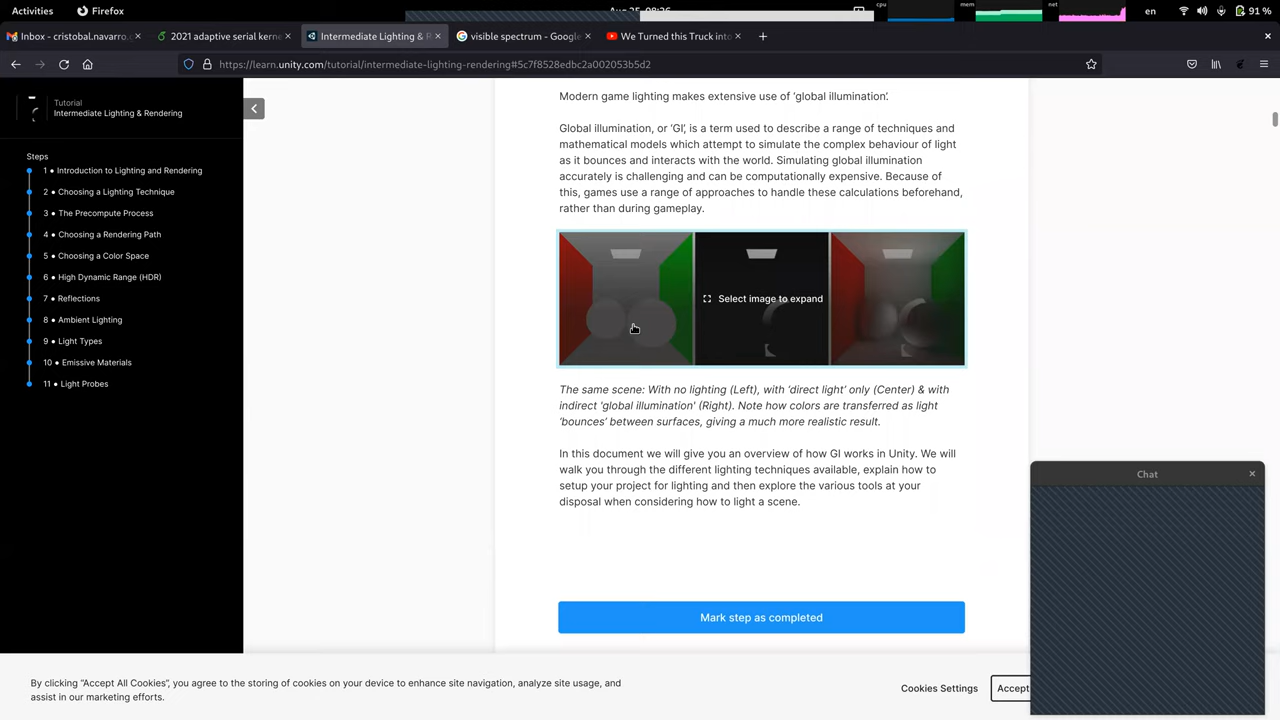 Activities
Firefox
Aug 25 08:26
cpu
mem
net
en
91 %
Inbox - cristobal.navarro.c
2021 adaptive serial kerne
Intermediate Lighting & R
visible spectrum - Google
We Turned this Truck into
https://learn.unity.com/tutorial/intermediate-lighting-rendering#5c7f8528edbc2a002053b5d2
Tutorial
Intermediate Lighting & Rendering
Steps
1 • Introduction to Lighting and Rendering
2 • Choosing a Lighting Technique
3 • The Precompute Process
4 • Choosing a Rendering Path
5 • Choosing a Color Space
6 • High Dynamic Range (HDR)
7 • Reflections
8 • Ambient Lighting
9 • Light Types
10 • Emissive Materials
11 • Light Probes
Modern game lighting makes extensive use of ‘global illumination’.
Global illumination, or ‘GI’, is a term used to describe a range of techniques and
mathematical models which attempt to simulate the complex behaviour of light
as it bounces and interacts with the world. Simulating global illumination
accurately is challenging and can be computationally expensive. Because of
this, games use a range of approaches to handle these calculations beforehand,
rather than during gameplay.
Select image to expand
The same scene: With no lighting (Left), with ‘direct light’ only (Center) & with
indirect ‘global illumination’ (Right). Note how colors are transferred as light
‘bounces’ between surfaces, giving a much more realistic result.
In this document we will give you an overview of how GI works in Unity. We will
walk you through the different lighting techniques available, explain how to
setup your project for lighting and then explore the various tools at your
disposal when considering how to light a scene.
Mark step as completed
Chat
By clicking “Accept All Cookies”, you agree to the storing of cookies on your device to enhance site navigation, analyze site usage, and
assist in our marketing efforts.
Cookies Settings
Accept